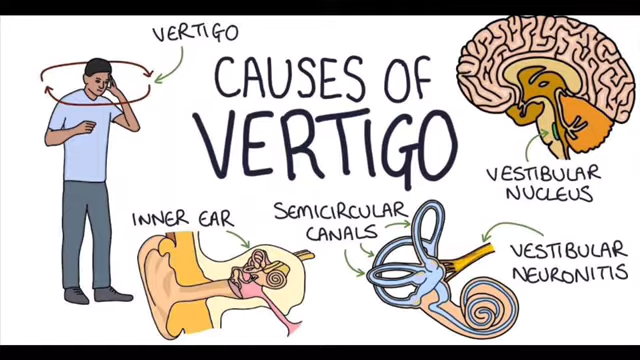 VERTIGO
CAUSES OF
VERTIGO
VESTIBULAR
NUCLEUS
INNER EAR
SEMICIRCULAR
CANALS
VESTIBULAR
NEURONITIS